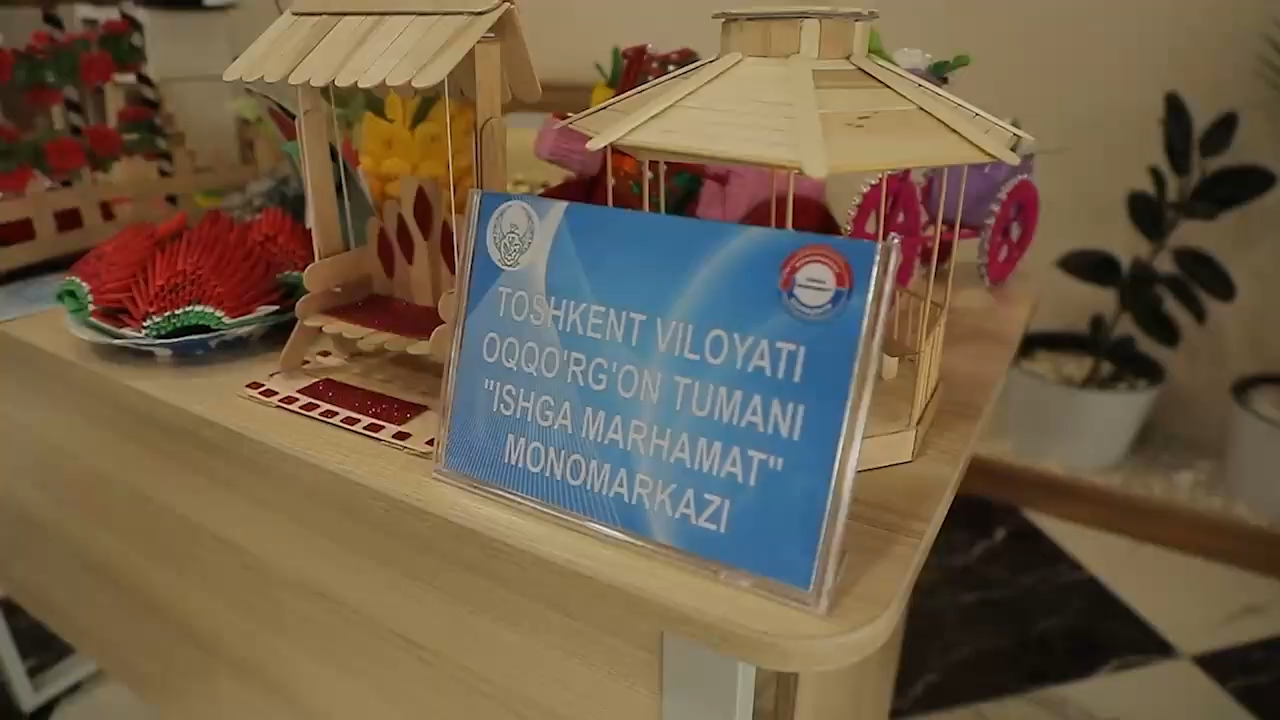 TOSHKENT VILOYATI
OQQO'RG'ON TUMANI
"ISHGA MARHAMAT"
MONOMARKAZI